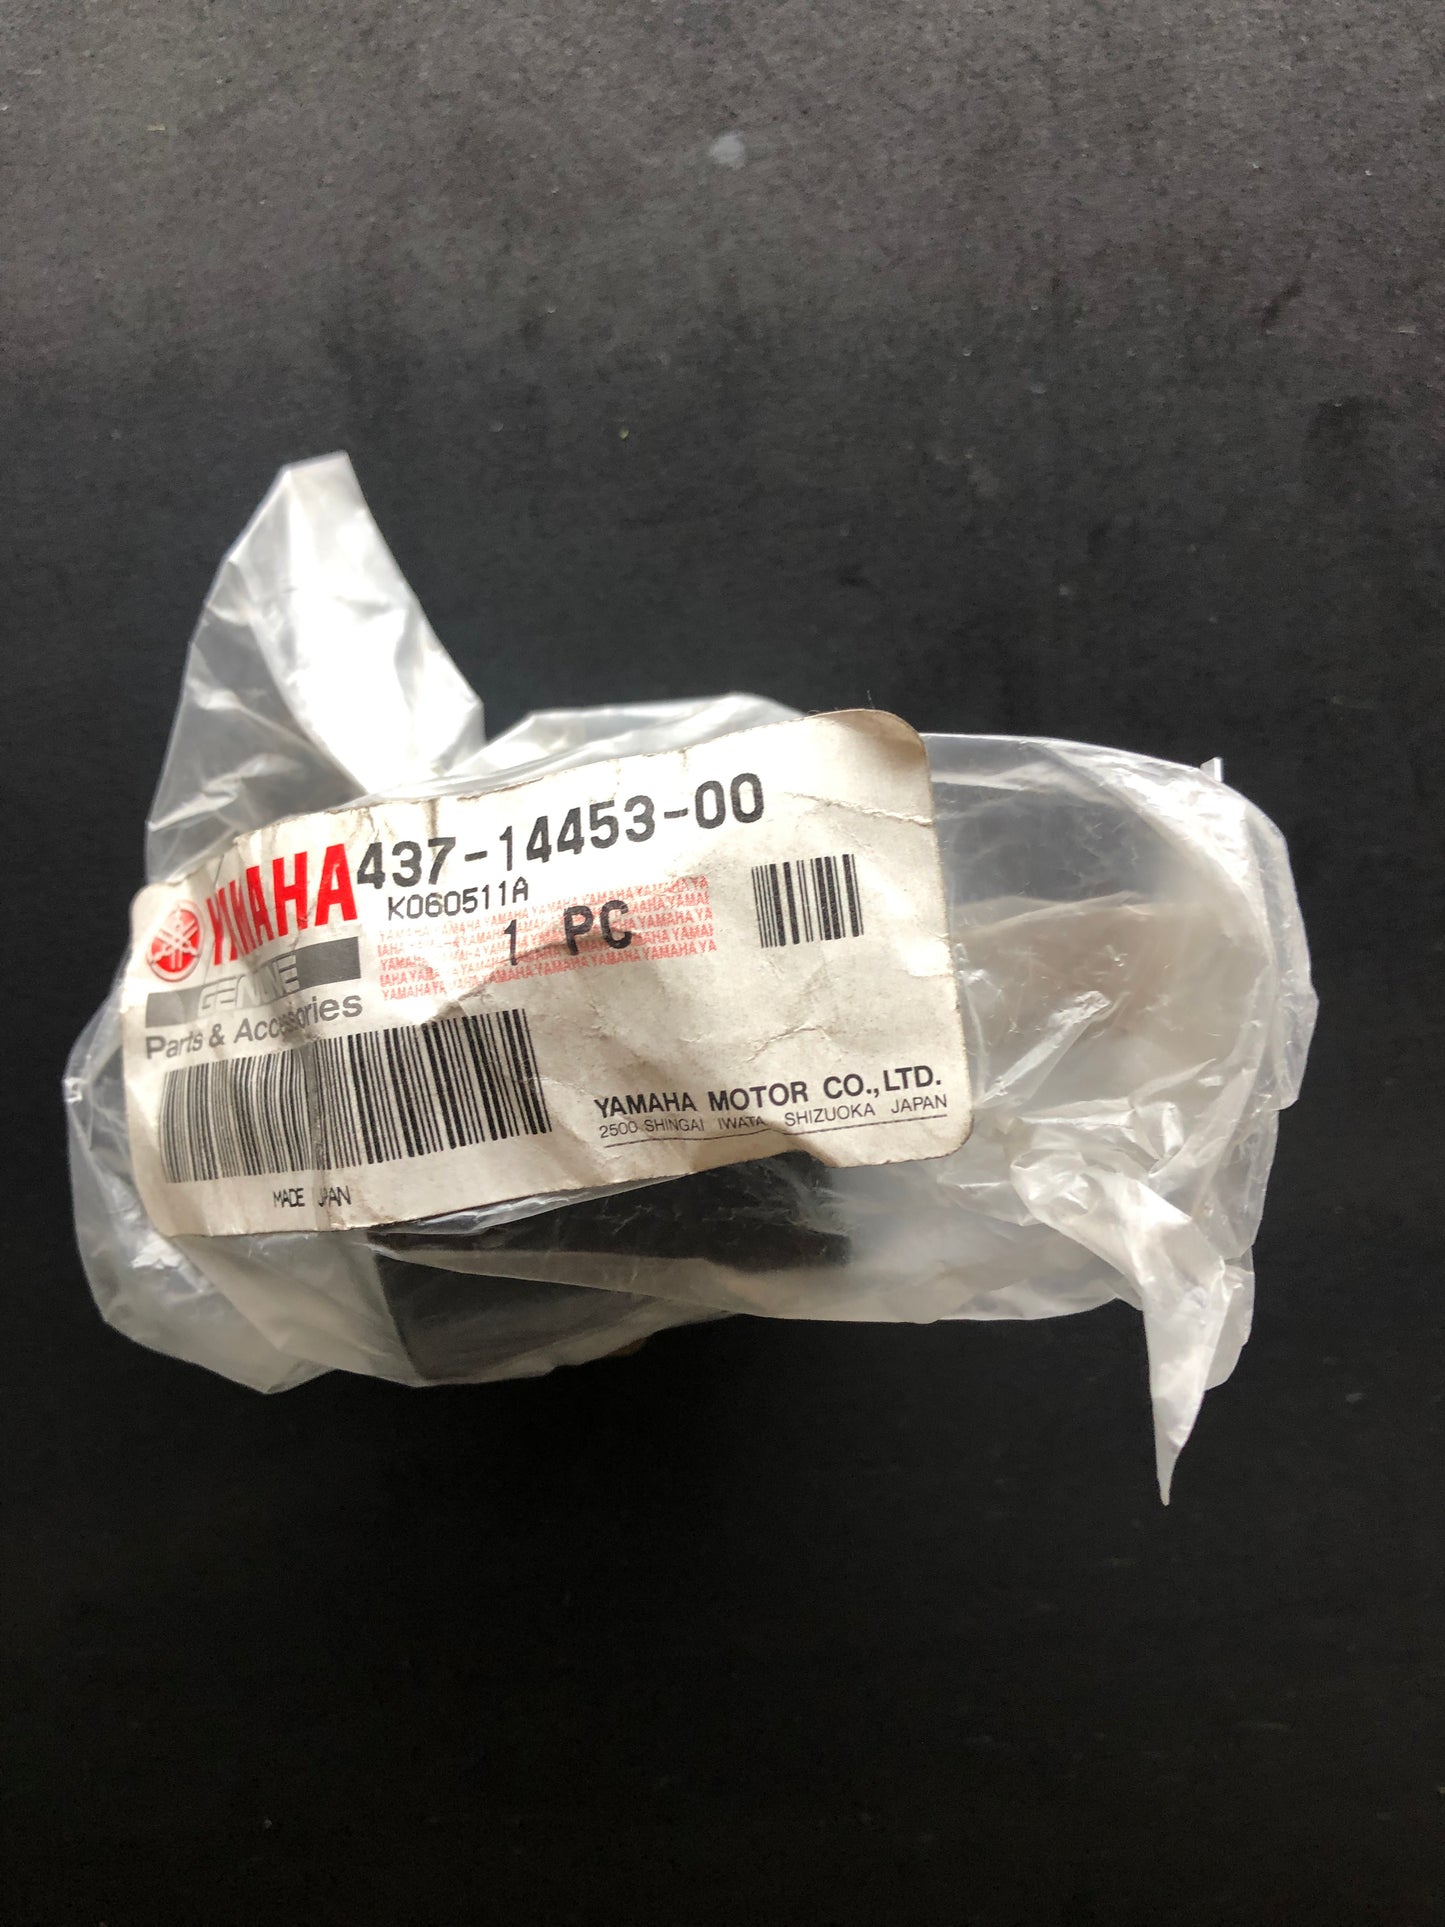 YAMAHA 437-14453-00
K060511A
1 PC
GENUINE
Parts & Accessories
YAMAHA MOTOR CO., LTD.
2500 SHINGAI IWATA SHIZUOKA JAPAN
MADE JAPAN